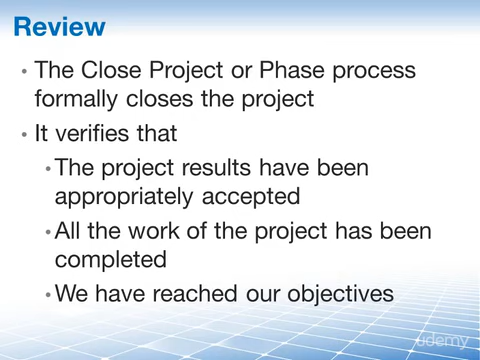 Review
• The Close Project or Phase process
formally closes the project
• It verifies that
• The project results have been
appropriately accepted
• All the work of the project has been
completed
• We have reached our objectives
udemy